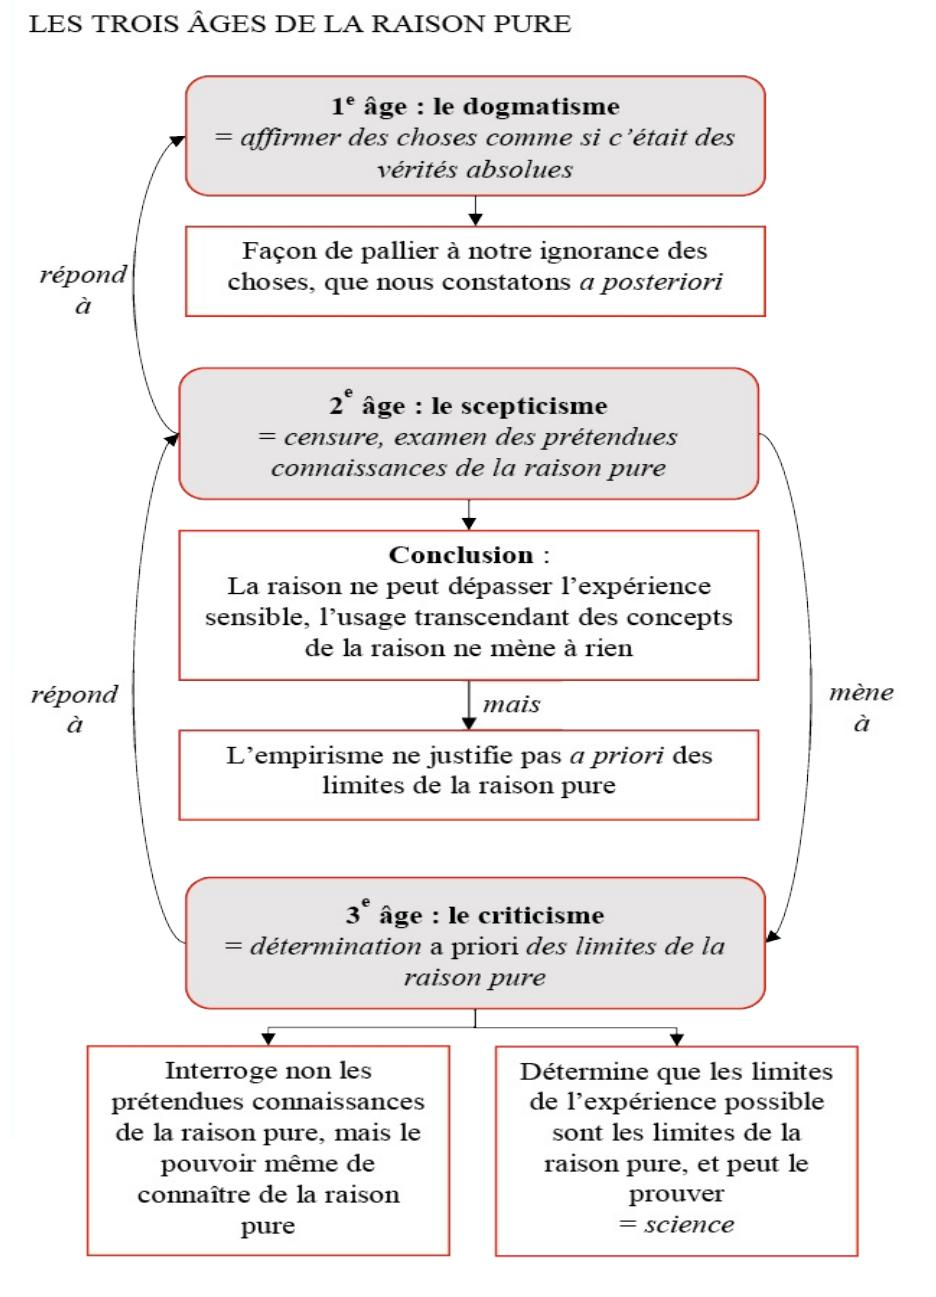 LES TROIS ÂGES DE LA RAISON PURE
1e âge : le dogmatisme
= affirmer des choses comme si c’était des
vérités absolues
Façon de pallier à notre ignorance des
choses, que nous constatons a posteriori
répond
à
2e âge : le scepticisme
= censure, examen des prétendues
connaissances de la raison pure
Conclusion :
La raison ne peut dépasser l’expérience
sensible, l’usage transcendant des concepts
de la raison ne mène à rien
mais
L’empirisme ne justifie pas a priori des
limites de la raison pure
répond
à
mène
à
3e âge : le criticisme
= détermination a priori des limites de la
raison pure
Interroge non les
prétendues connaissances
de la raison pure, mais le
pouvoir même de
connaître de la raison
pure
Détermine que les limites
de l’expérience possible
sont les limites de la
raison pure, et peut le
prouver
= science